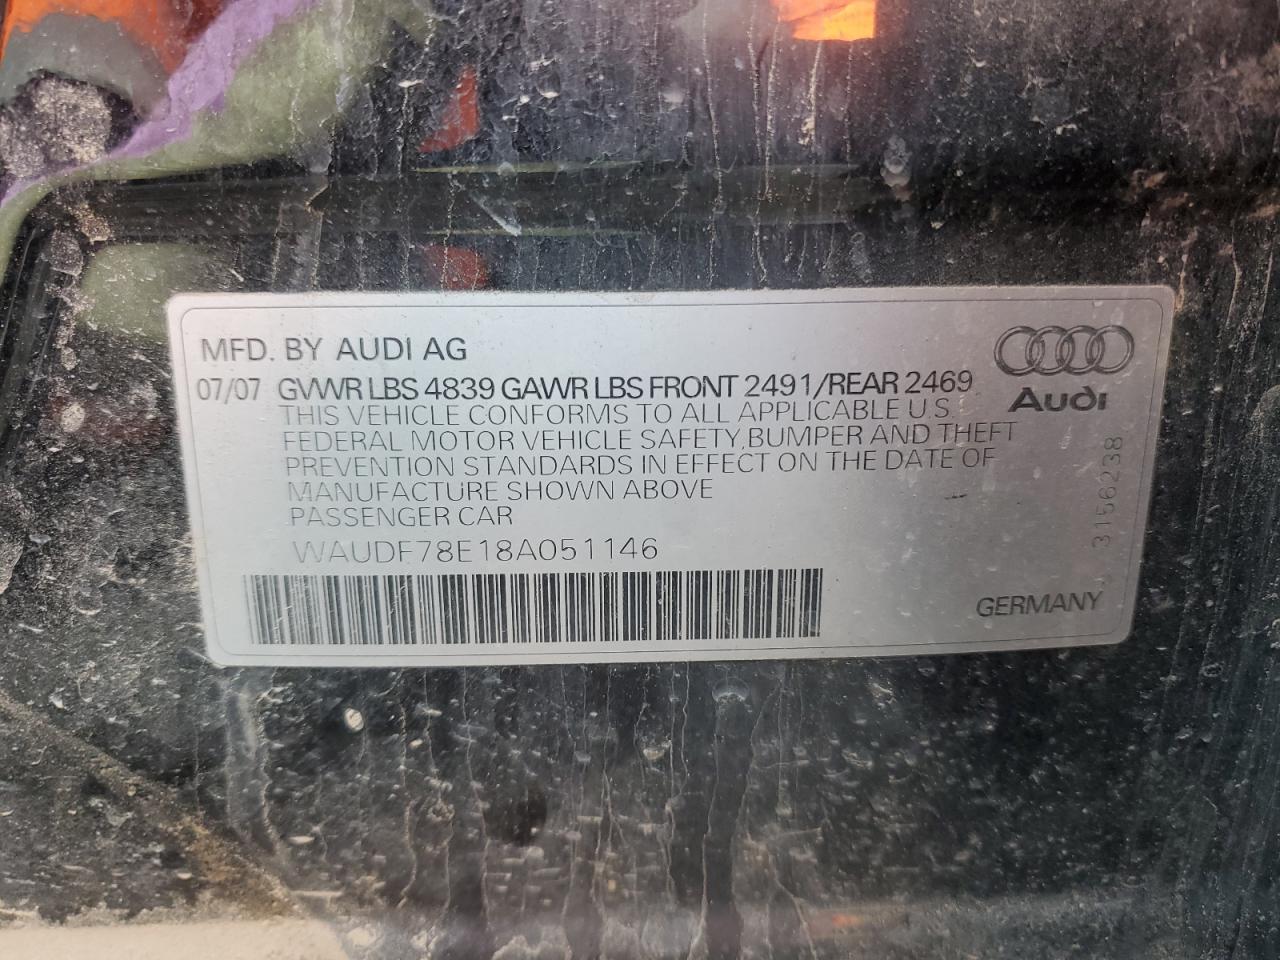 MFD. BY AUDI AG
07/07 GVWR LBS 4839 GAWR LBS FRONT 2491/REAR 2469
Audi
THIS VEHICLE CONFORMS TO ALL APPLICABLE U.S.
FEDERAL MOTOR VEHICLE SAFETY,BUMPER AND THEFT
PREVENTION STANDARDS IN EFFECT ON THE DATE OF
MANUFACTURE SHOWN ABOVE
PASSENGER CAR
WAUDF78E18A051146
3156238
GERMANY